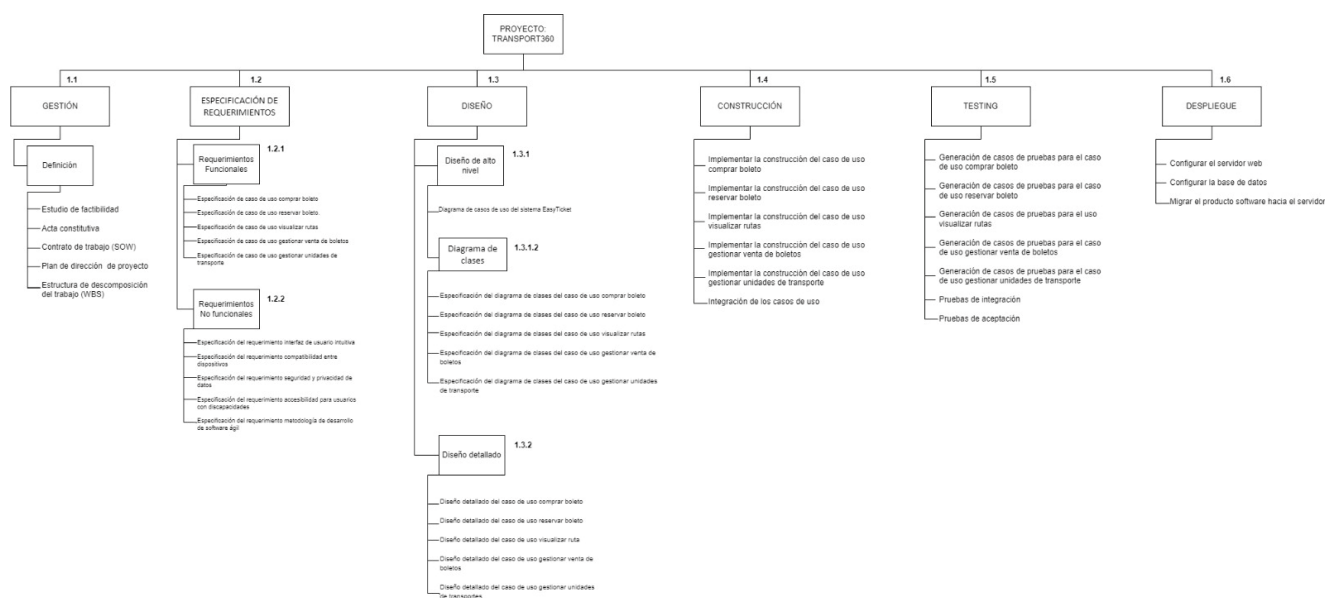 PROYECTO:
TRANSPORT360
1.1
GESTIÓN
Definición
Estudio de factibilidad
Acta constitutiva
Contrato de trabajo (SOW)
Plan de dirección de proyecto
Estructura de descomposición
del trabajo (WBS)
1.2
ESPECIFICACIÓN DE
REQUERIMIENTOS
1.2.1
Requerimientos
Funcionales
Especificación de caso de uso comprar boleto
Especificación de caso de uso reservar boleto.
Especificación de caso de uso visualizar rutas
Especificación de caso de uso gestionar venta de boletos
Especificación de caso de uso gestionar unidades de
transporte
1.2.2
Requerimientos
No funcionales
Especificación del requerimiento interfaz de usuario intuitiva
Especificación del requerimiento compatibilidad entre
dispositivos
Especificación del requerimiento seguridad y privacidad de
datos
Especificación del requerimiento accesibilidad para usuarios
con discapacidades
Especificación del requerimiento metodología de desarrollo
de software ágil
1.3
DISEÑO
1.3.1
Diseño de alto
nivel
Diagrama de casos de uso del sistema EasyTicket
1.3.1.2
Diagrama de
clases
Especificación del diagrama de clases del caso de uso comprar boleto
Especificación del diagrama de clases del caso de uso reservar boleto
Especificación del diagrama de clases del caso de uso visualizar rutas
Especificación del diagrama de clases del caso de uso gestionar venta de
boletos
Especificación del diagrama de clases del caso de uso gestionar unidades
de transporte
1.3.2
Diseño detallado
Diseño detallado del caso de uso comprar boleto
Diseño detallado del caso de uso reservar boleto
Diseño detallado del caso de uso visualizar ruta
Diseño detallado del caso de uso gestionar venta de
boletos
Diseño detallado del caso de uso gestionar unidades
de transportes
1.4
CONSTRUCCIÓN
Implementar la construcción del caso de uso
comprar boleto
Implementar la construcción del caso de uso
reservar boleto
Implementar la construcción del caso de uso
visualizar rutas
Implementar la construcción del caso de uso
gestionar venta de boletos
Implementar la construcción del caso de uso
gestionar unidades de transporte
Integración de los casos de uso
1.5
TESTING
Generación de casos de pruebas para el caso
de uso comprar boleto
Generación de casos de pruebas para el caso
de uso reservar boleto
Generación de casos de pruebas para el uso
visualizar rutas
Generación de casos de pruebas para el caso
de uso gestionar venta de boletos
Generación de casos de pruebas para el caso
de uso gestionar unidades de transporte
Pruebas de integración
Pruebas de aceptación
1.6
DESPLIEGUE
Configurar el servidor web
Configurar la base de datos
Migrar el producto software hacia el servidor